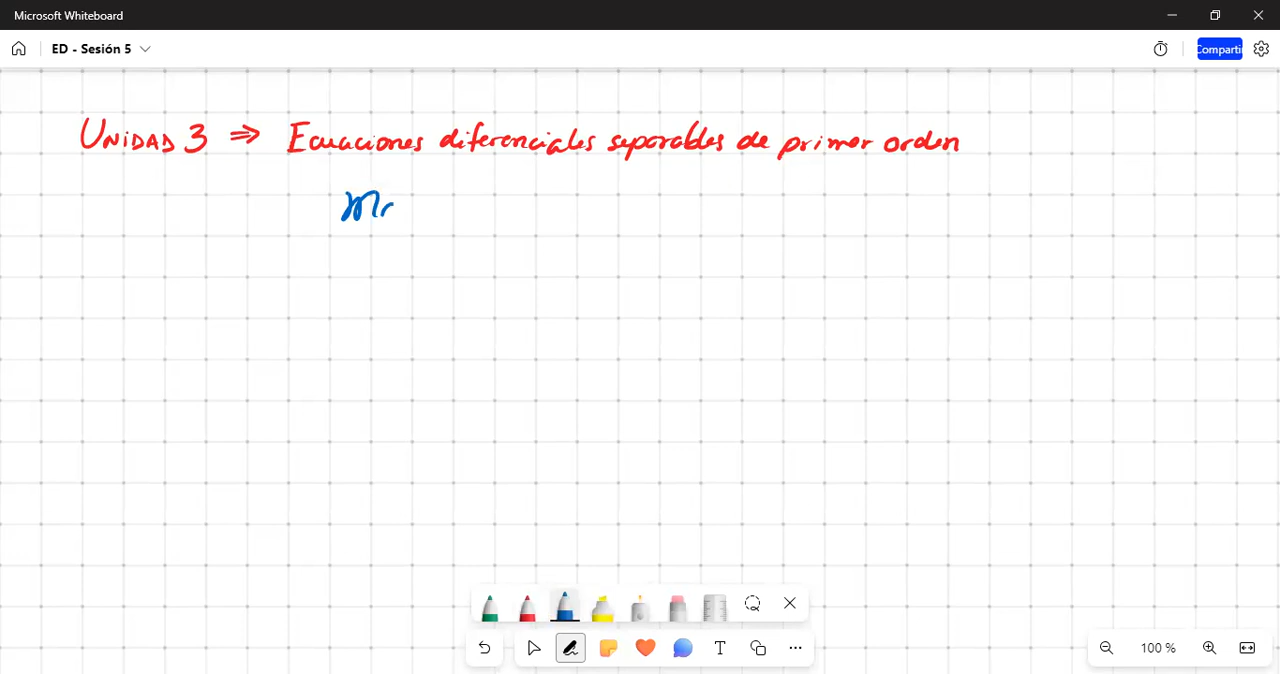 Microsoft Whiteboard
ED - Sesión 5
Compartir
UNIDAD 3 ⇒ Ecuaciones diferenciales separables de primer orden
100 %